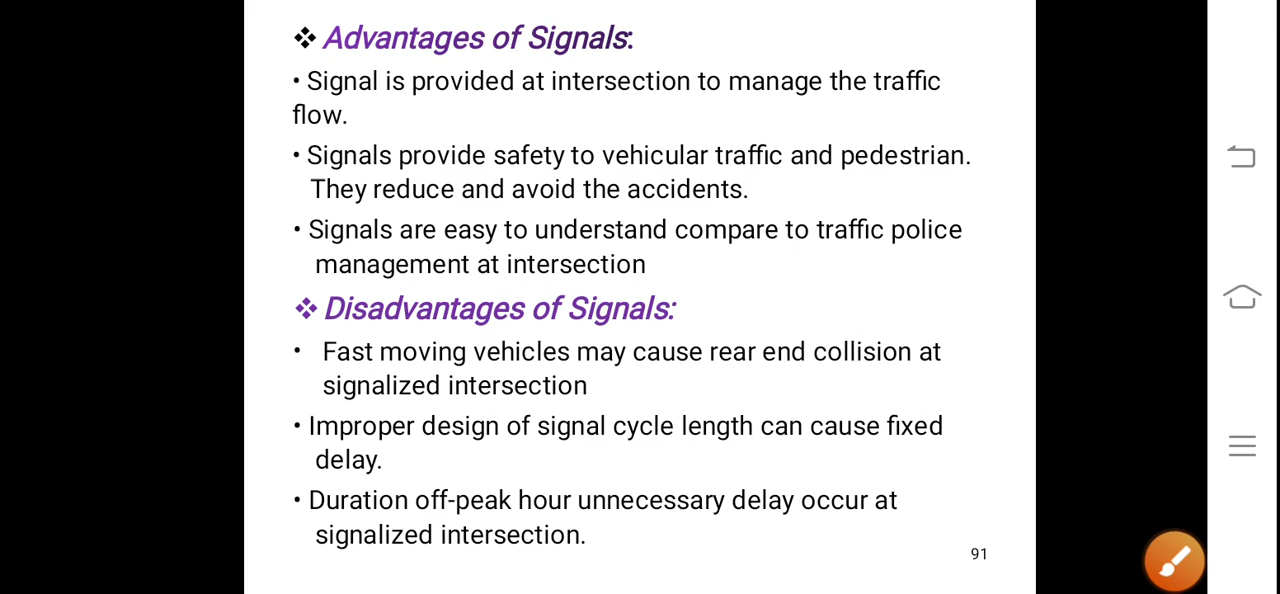 ❖ Advantages of Signals:
• Signal is provided at intersection to manage the traffic
flow.
• Signals provide safety to vehicular traffic and pedestrian.
They reduce and avoid the accidents.
• Signals are easy to understand compare to traffic police
management at intersection
❖ Disadvantages of Signals:
• Fast moving vehicles may cause rear end collision at
signalized intersection
• Improper design of signal cycle length can cause fixed
delay.
• Duration off-peak hour unnecessary delay occur at
signalized intersection.
91